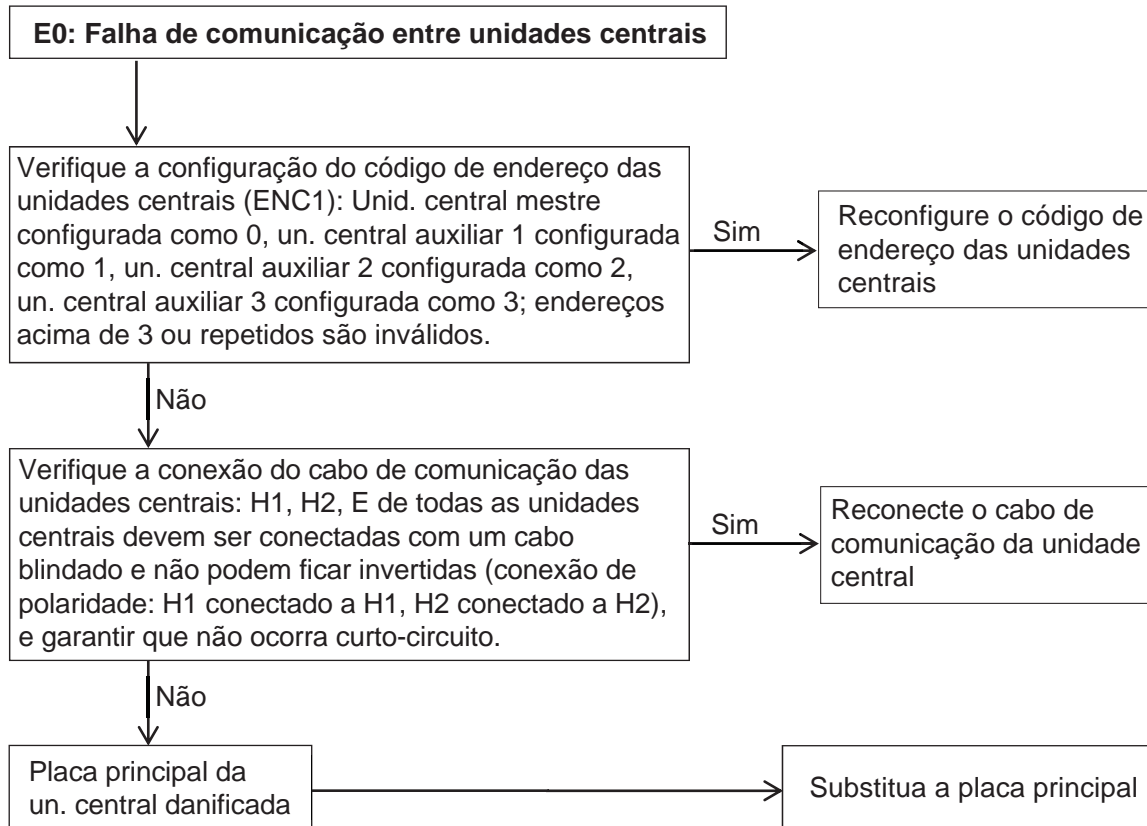 E0: Falha de comunicação entre unidades centrais
Verifique a configuração do código de endereço das
unidades centrais (ENC1): Unid. central mestre
configurada como 0, un. central auxiliar 1 configurada
como 1, un. central auxiliar 2 configurada como 2,
un. central auxiliar 3 configurada como 3; endereços
acima de 3 ou repetidos são inválidos.
Sim
Reconfigure o código de
endereço das unidades
centrais
Não
Verifique a conexão do cabo de comunicação das
unidades centrais: H1, H2, E de todas as unidades
centrais devem ser conectadas com um cabo
blindado e não podem ficar invertidas (conexão de
polaridade: H1 conectado a H1, H2 conectado a H2),
e garantir que não ocorra curto-circuito.
Sim
Reconecte o cabo de
comunicação da unidade
central
Não
Placa principal da
un. central danificada
Substitua a placa principal